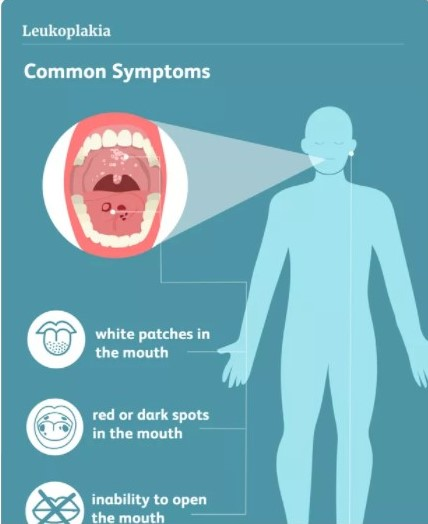 Leukoplakia
Common Symptoms
white patches in
the mouth
red or dark spots
in the mouth
inability to open
the mouth